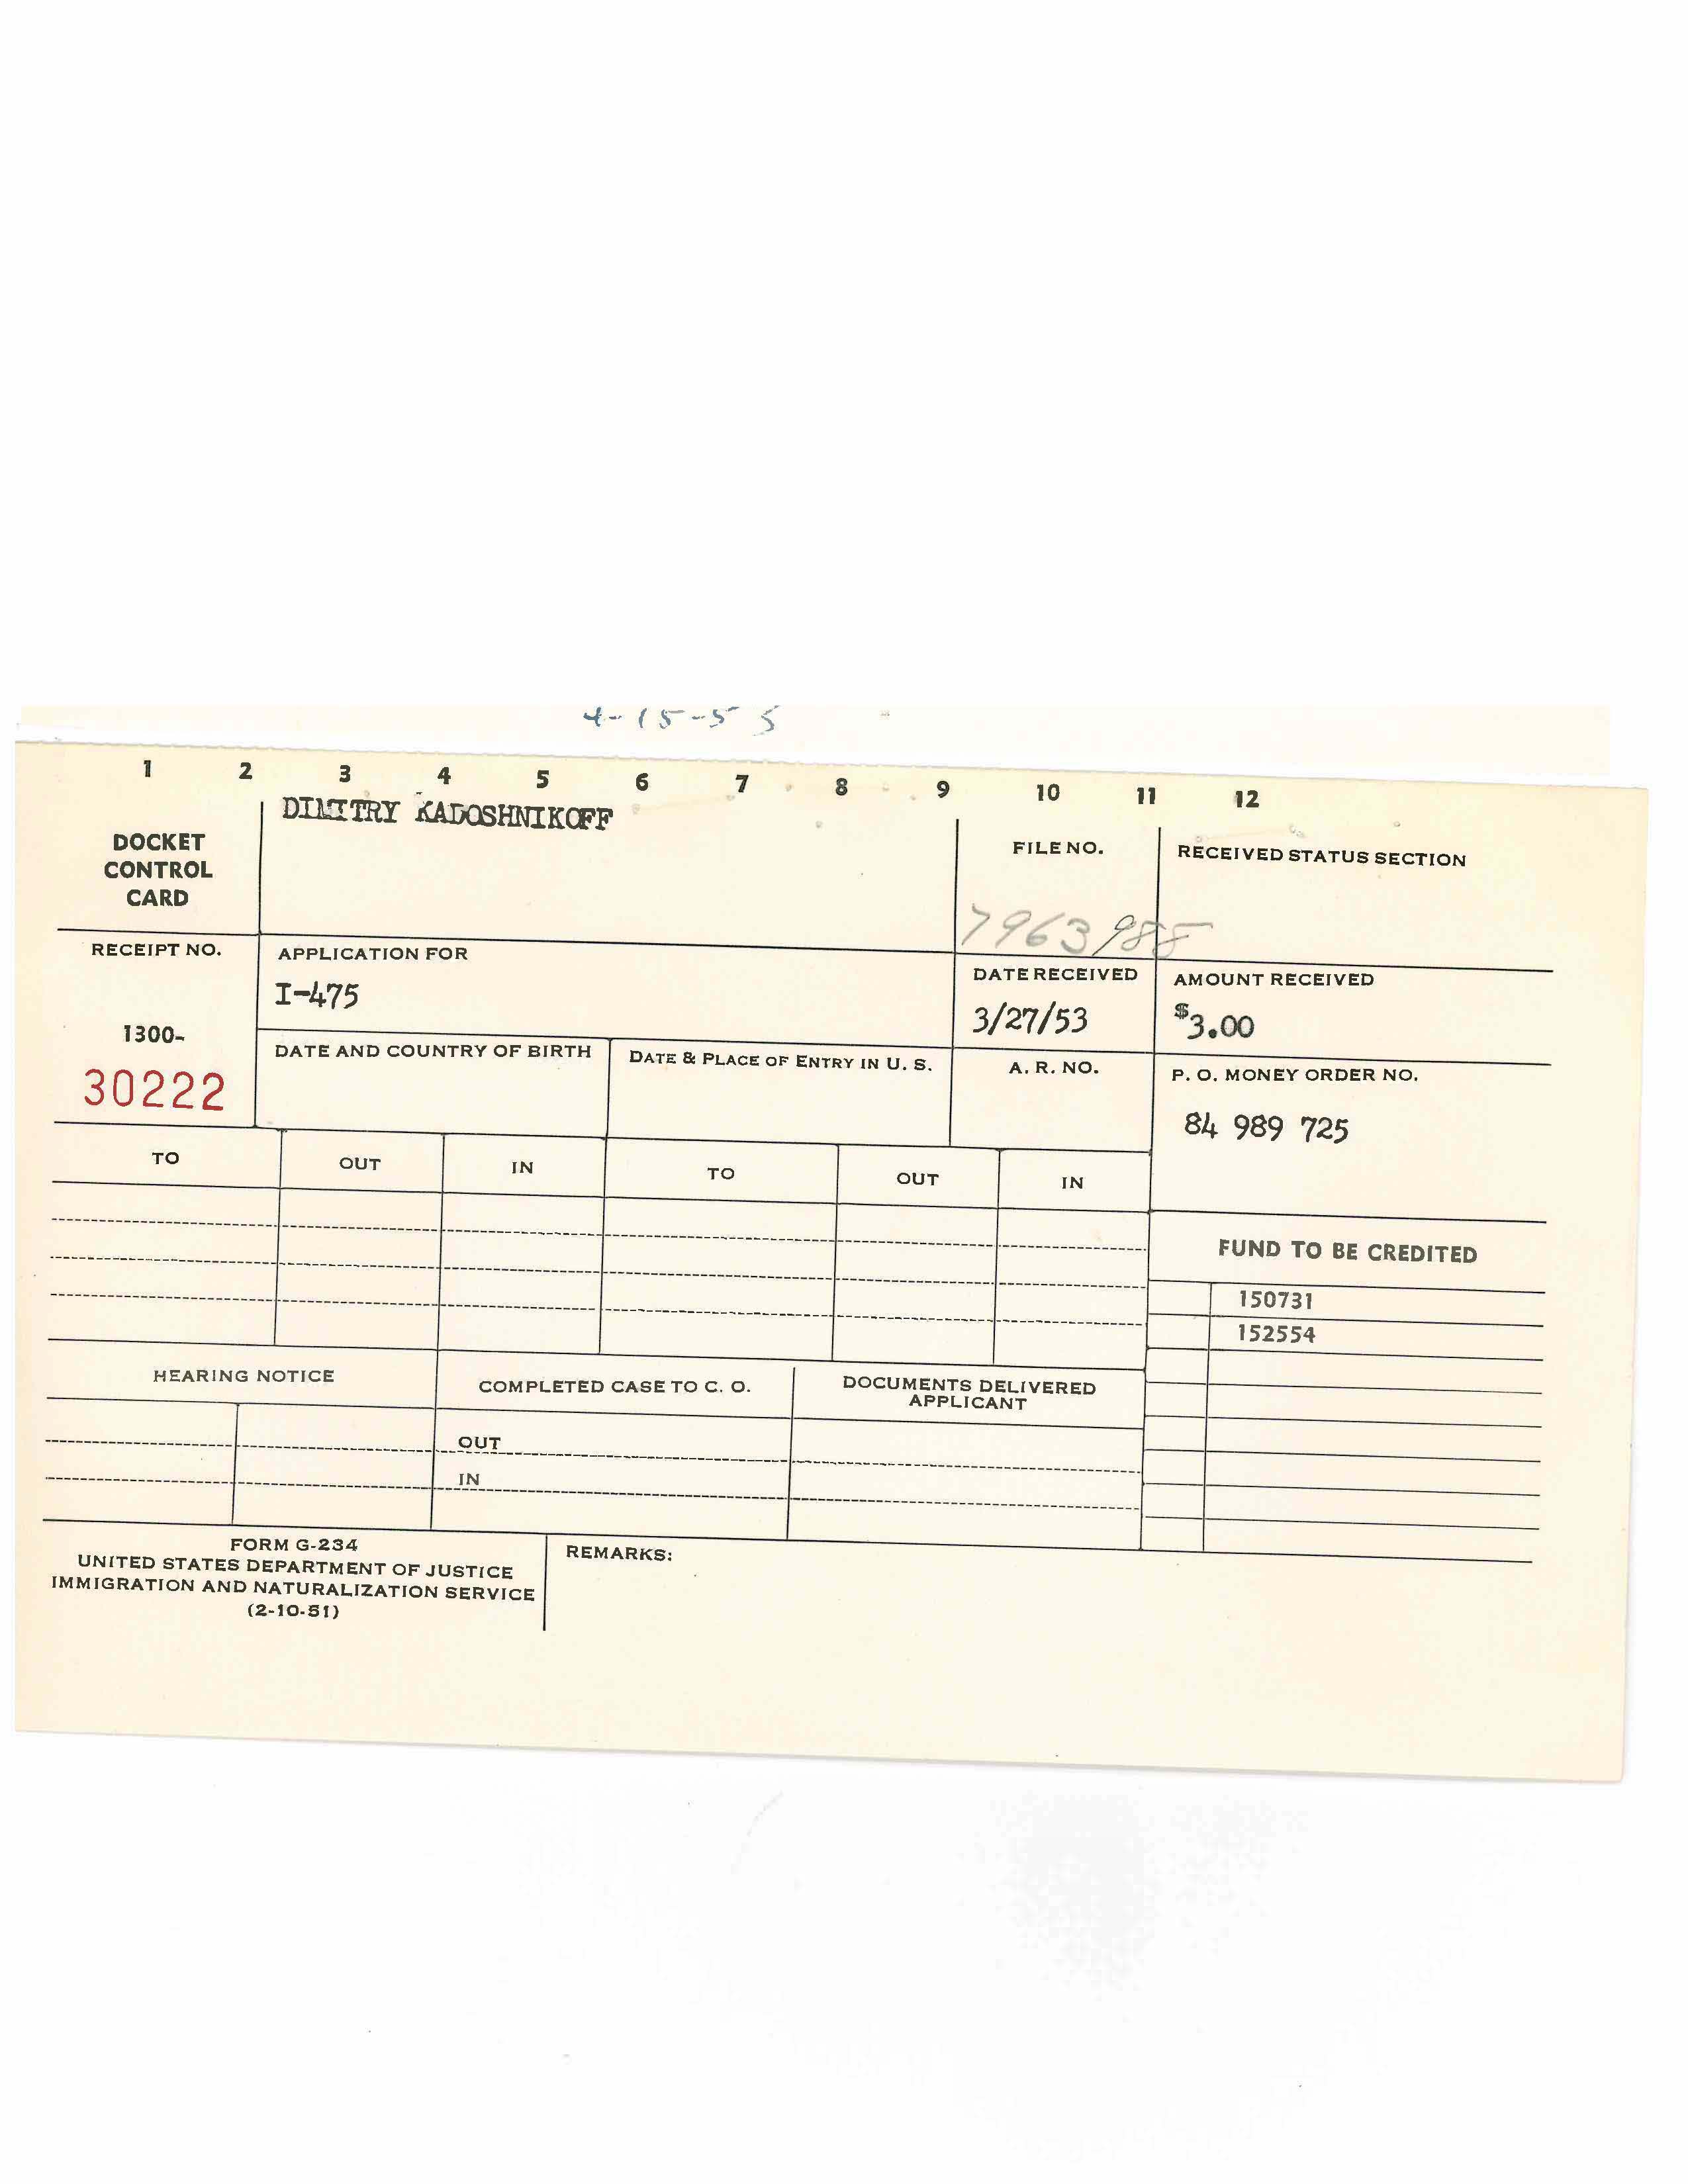 4-15-55
1 2 3 4 5 6 7 8 9 10 11 12
DIMITRY KADOSHNIKOFF
DOCKET
CONTROL
CARD
FILE NO.
7963 988
RECEIVED STATUS SECTION
RECEIPT NO.
1300-
30222
APPLICATION FOR
I-475
DATE RECEIVED
3/27/53
AMOUNT RECEIVED
$3.00
DATE AND COUNTRY OF BIRTH
DATE & PLACE OF ENTRY IN U. S.
A. R. NO.
P. O. MONEY ORDER NO.
84 989 725
TO OUT IN TO OUT IN
FUND TO BE CREDITED
150731
152554
HEARING NOTICE
COMPLETED CASE TO C. O.
OUT
IN
DOCUMENTS DELIVERED
APPLICANT
FORM G-234
UNITED STATES DEPARTMENT OF JUSTICE
IMMIGRATION AND NATURALIZATION SERVICE
(2-10-51)
REMARKS: